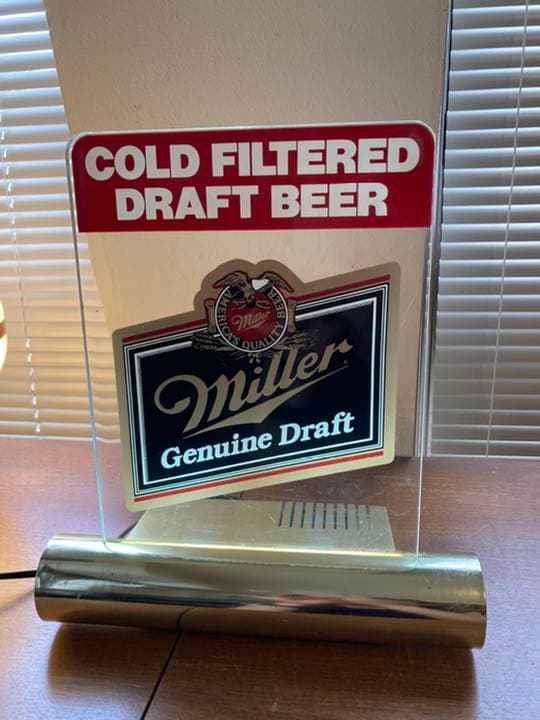 COLD FILTERED
DRAFT BEER
AMERICA'S QUALITY BEER
Miller
Miller
Genuine Draft